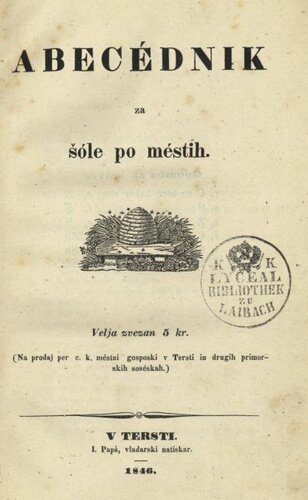 ABECÉDNIK
za
šóle po méstih.
K K
LYCEAL
BIBLIOTHEK
ZU
LAIBACH
Velja zvezan 5 kr.
(Na prodaj per c. k. méstni gosposki v Tersti in drugih primor-
skih soséskah.)
V TERSTI.
I. Papš, vladarski natiskar.
1846.